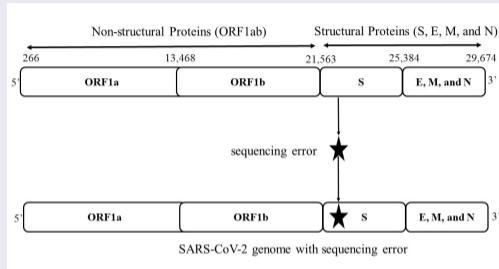 Non-structural Proteins (ORF1ab) Structural Proteins (S, E, M, and N)
266 13,468 21,563 25,384 29,674
5' ORF1a ORF1b S E, M, and N 3'
sequencing error
5' ORF1a ORF1b S E, M, and N 3'
SARS-CoV-2 genome with sequencing error